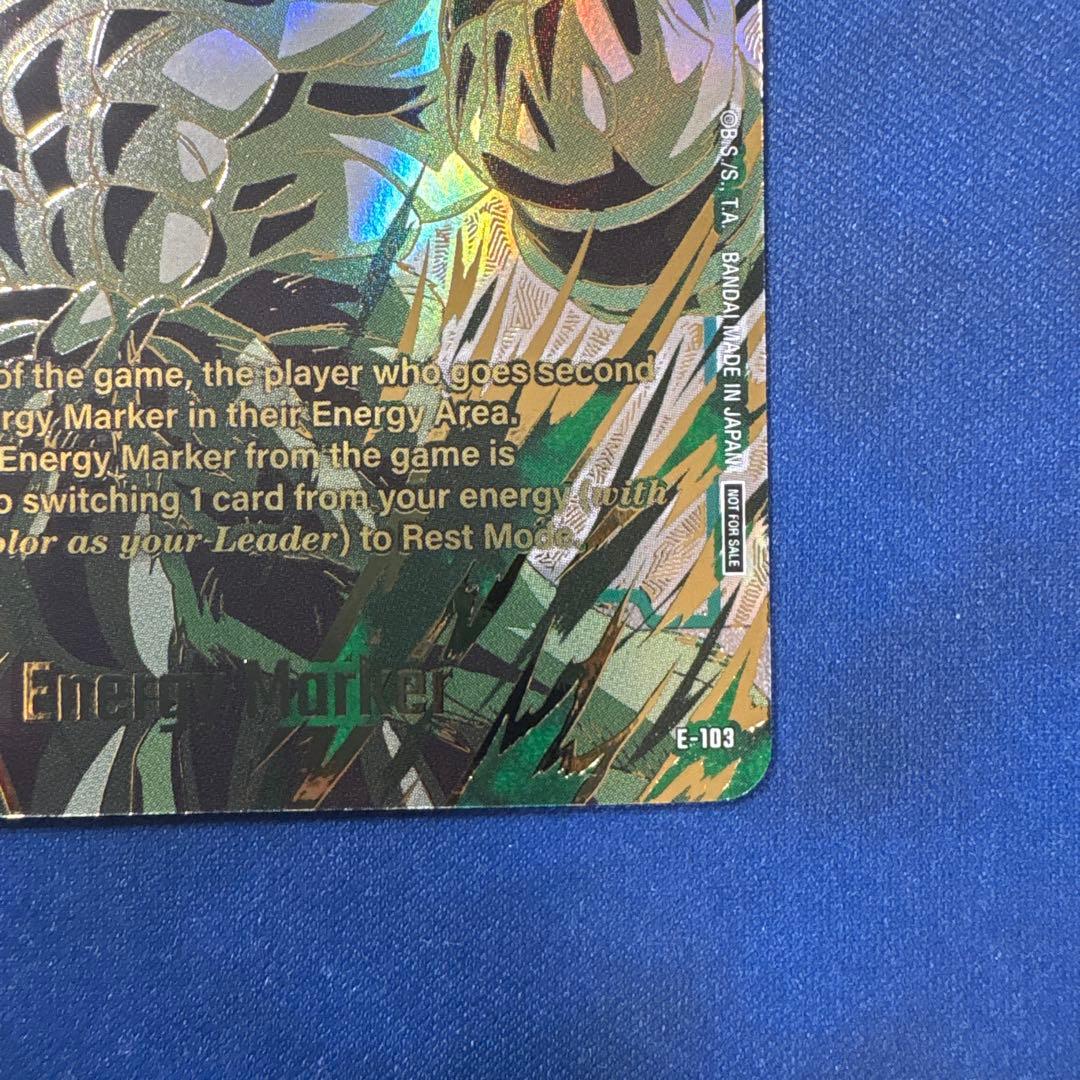 of the game, the player who goes second
rgy Marker in their Energy Area.
Energy Marker from the game is
o switching 1 card from your energy (with
olor as your Leader) to Rest Mode.
Energy Marker
E-103
©B.S./S., T.A. BANDAI MADE IN JAPAN
NOT FOR SALE